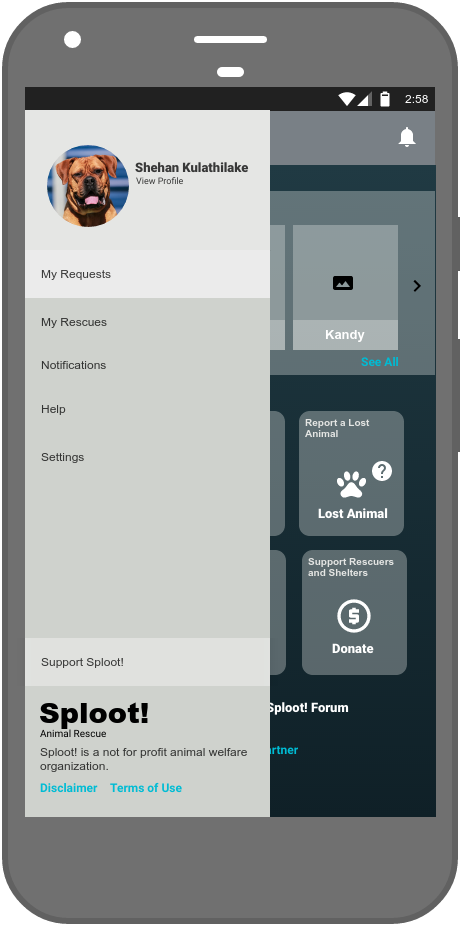 2:58
Shehan Kulathilake
View Profile
My Requests
My Rescues
Notifications
Help
Settings
Support Sploot!
Sploot!
Animal Rescue
Sploot! is a not for profit animal welfare
organization.
Disclaimer Terms of Use
Kandy
See All
Report a Lost
Animal
Lost Animal
Support Rescuers
and Shelters
Donate
Sploot! Forum
artner